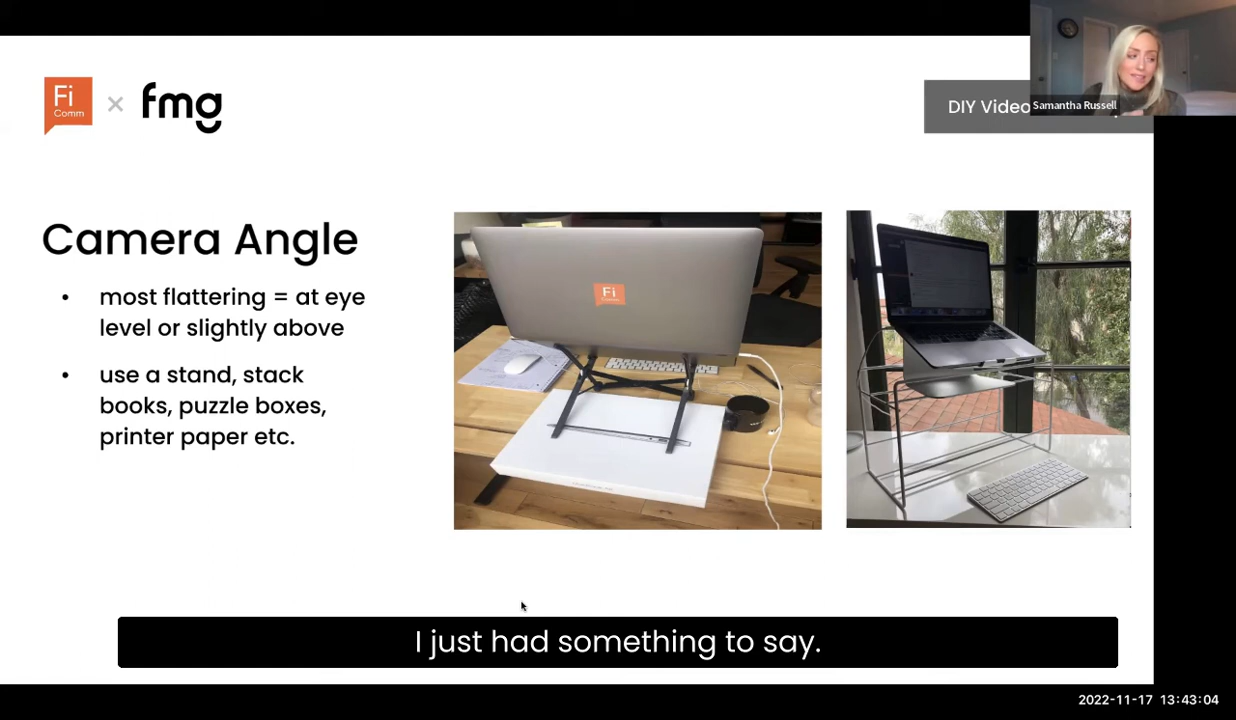 Fi
Comm
×
fmg
DIY Video
Samantha Russell
Camera Angle
• most flattering = at eye
level or slightly above
• use a stand, stack
books, puzzle boxes,
printer paper etc.
Fi
Comm
I just had something to say.
2022-11-17 13:43:04